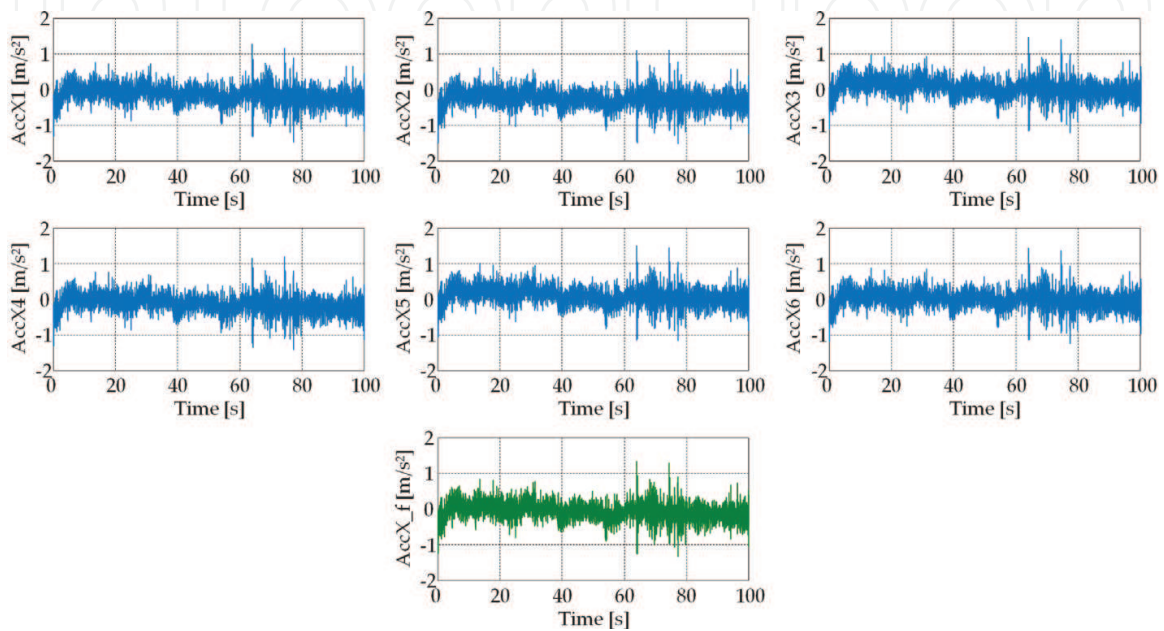 AccX1 [m/s²]
2
1
0
-1
-2
0 20 40 60 80 100
Time [s]
AccX2 [m/s²]
2
1
0
-1
-2
0 20 40 60 80 100
Time [s]
AccX3 [m/s²]
2
1
0
-1
-2
0 20 40 60 80 100
Time [s]
AccX4 [m/s²]
2
1
0
-1
-2
0 20 40 60 80 100
Time [s]
AccX5 [m/s²]
2
1
0
-1
-2
0 20 40 60 80 100
Time [s]
AccX6 [m/s²]
2
1
0
-1
-2
0 20 40 60 80 100
Time [s]
AccX_f [m/s²]
2
1
0
-1
-2
0 20 40 60 80 100
Time [s]